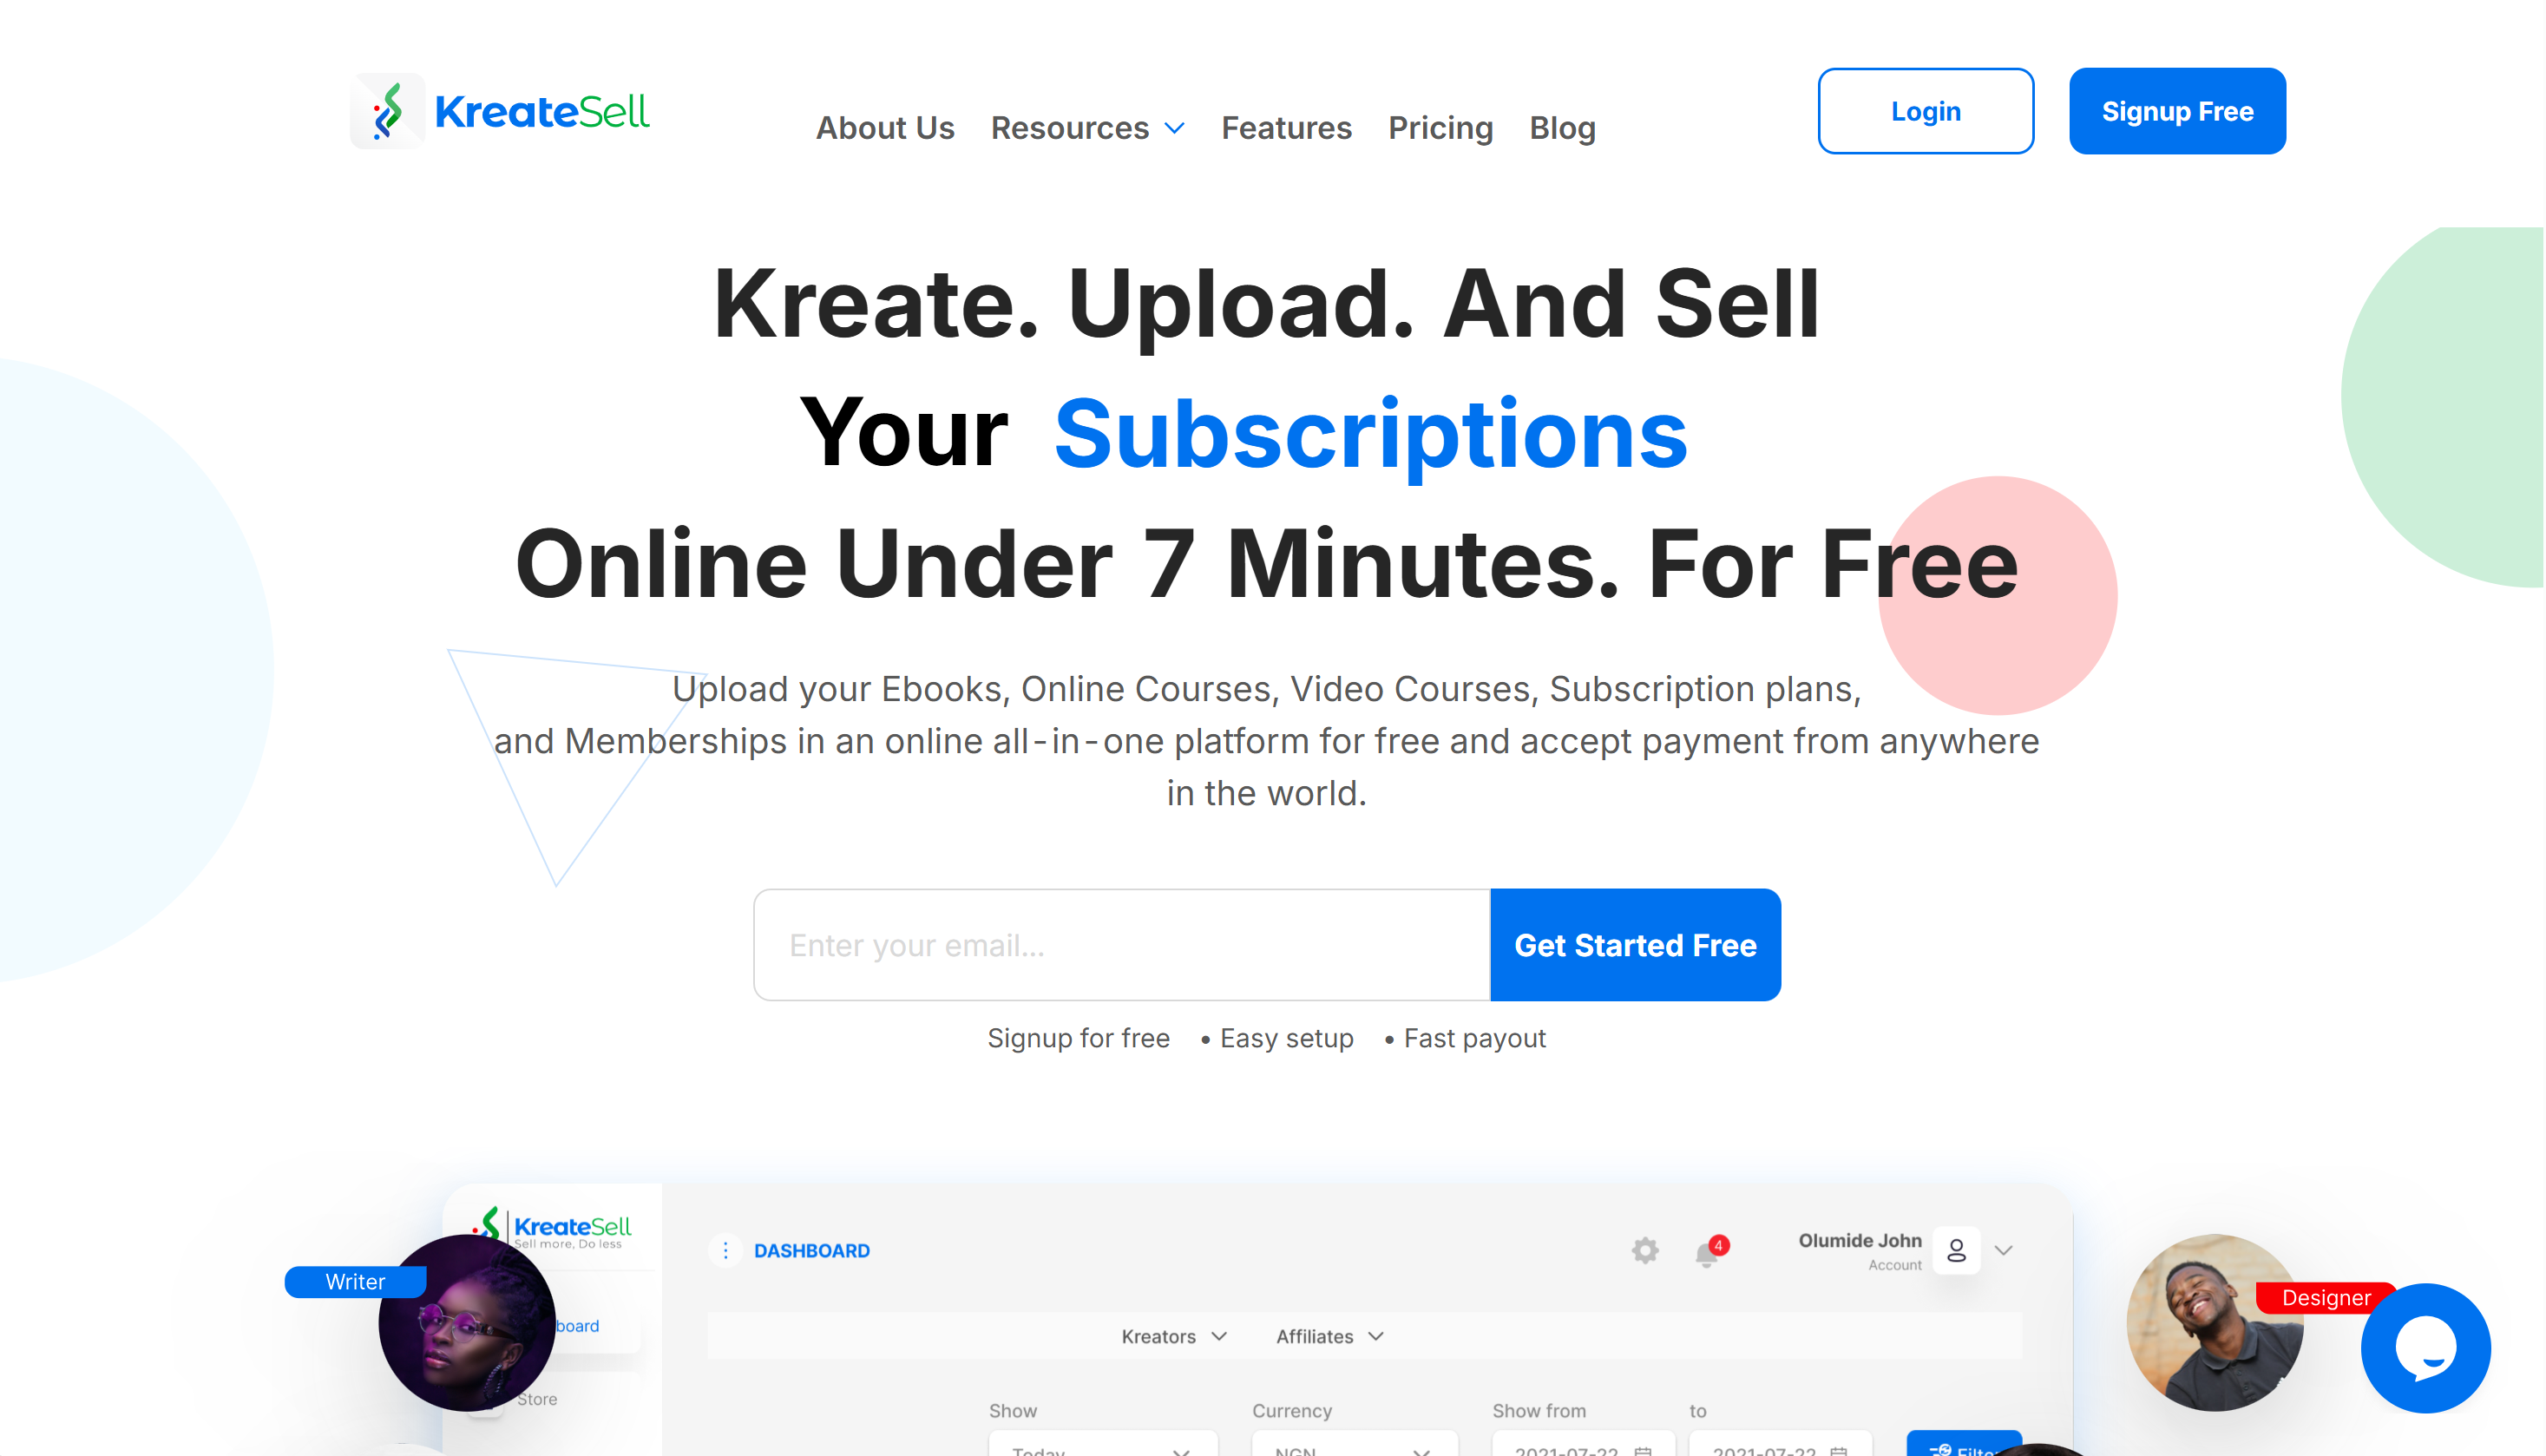 KreateSell
About Us Resources Features Pricing Blog
Login
Signup Free
Kreate. Upload. And Sell
Your Subscriptions
Online Under 7 Minutes. For Free
Upload your Ebooks, Online Courses, Video Courses, Subscription plans,
and Memberships in an online all-in-one platform for free and accept payment from anywhere
in the world.
Enter your email...
Get Started Free
Signup for free • Easy setup • Fast payout
KreateSell
Sell more, Do less
DASHBOARD
4
Olumide John
Account
Writer
Designer
board
Kreators Affiliates
Store
Show Currency Show from to
Today NGN 2021-07-22 2021-07-22